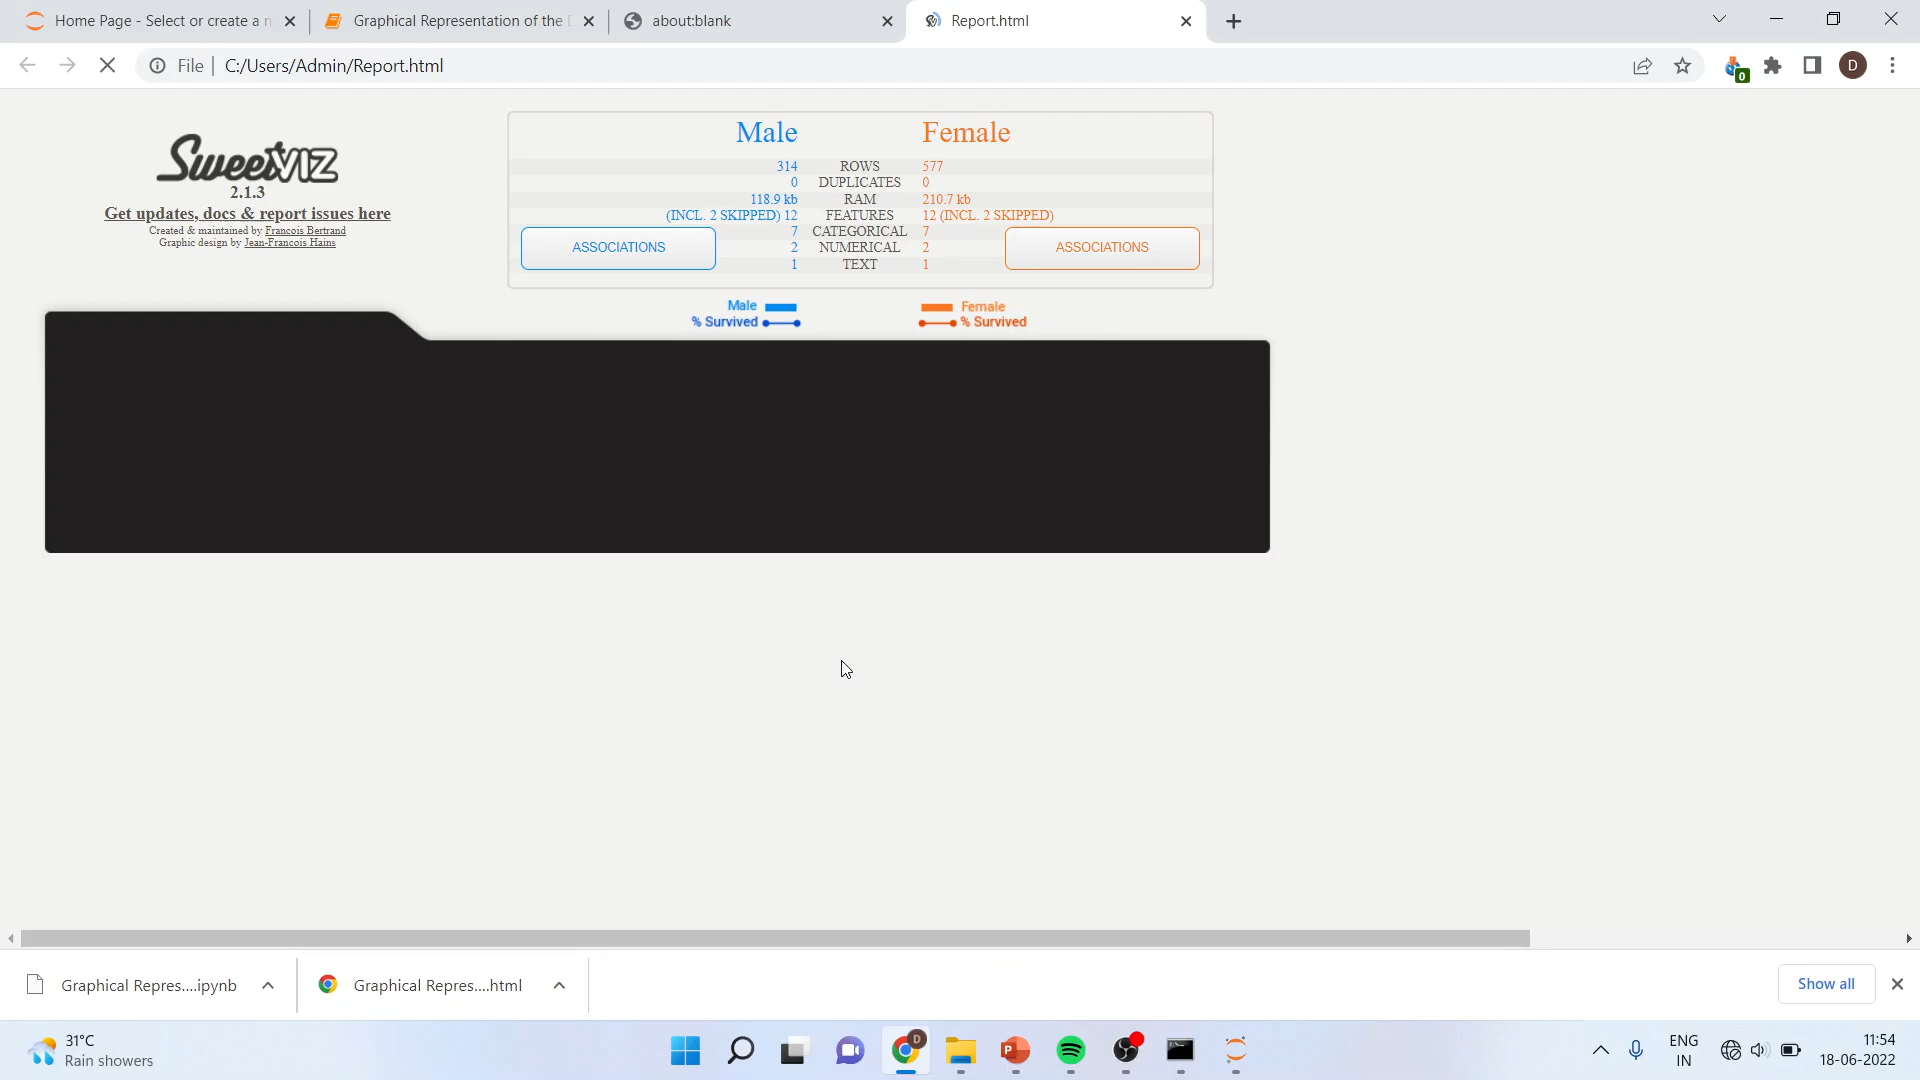 Home Page - Select or create a n
Graphical Representation of the D
about:blank
Report.html
File
C:/Users/Admin/Report.html
0
D
SweetVIZ
2.1.3
Get updates, docs & report issues here
Created & maintained by Francois Bertrand
Graphic design by Jean-Francois Hains
Male Female
314 ROWS 577
0 DUPLICATES 0
118.9 kb RAM 210.7 kb
(INCL. 2 SKIPPED) 12 FEATURES 12 (INCL. 2 SKIPPED)
7 CATEGORICAL 7
ASSOCIATIONS 2 NUMERICAL 2 ASSOCIATIONS
1 TEXT 1
Male Female
% Survived % Survived
Graphical Repres....ipynb
Graphical Repres....html
Show all
31°C
Rain showers
D
P
ENG
IN
11:54
18-06-2022